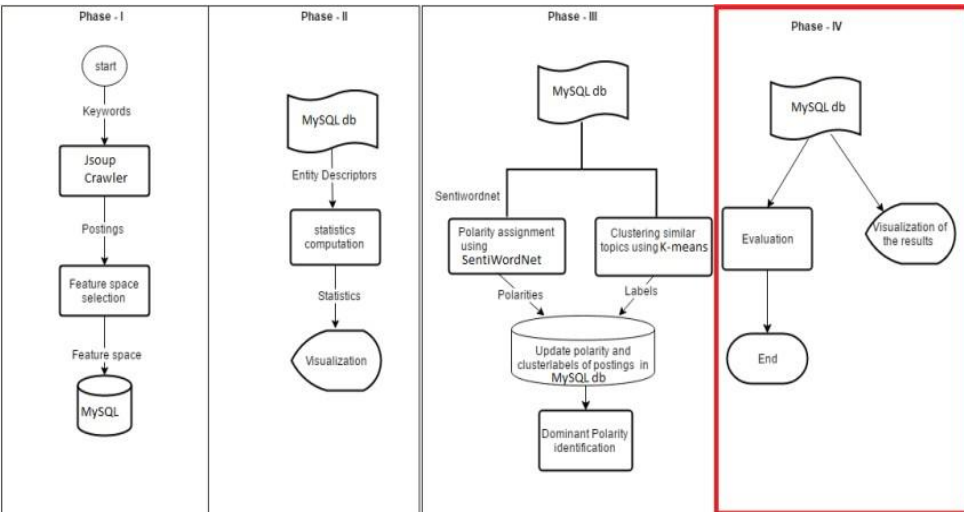 Phase - I
start
Keywords
Jsoup
Crawler
Postings
Feature space
selection
Feature space
MySQL
Phase - II
MySQL db
Entity Descriptors
statistics
computation
Statistics
Visualization
Phase - III
MySQL db
Sentiwordnet
Polarity assignment
using
SentiWordNet
Clustering similar
topics using K-means
Polarities
Labels
Update polarity and
clusterlabels of postings in
MySQL db
Dominant Polarity
identification
Phase - IV
MySQL db
Evaluation
Visualization of
the results
End